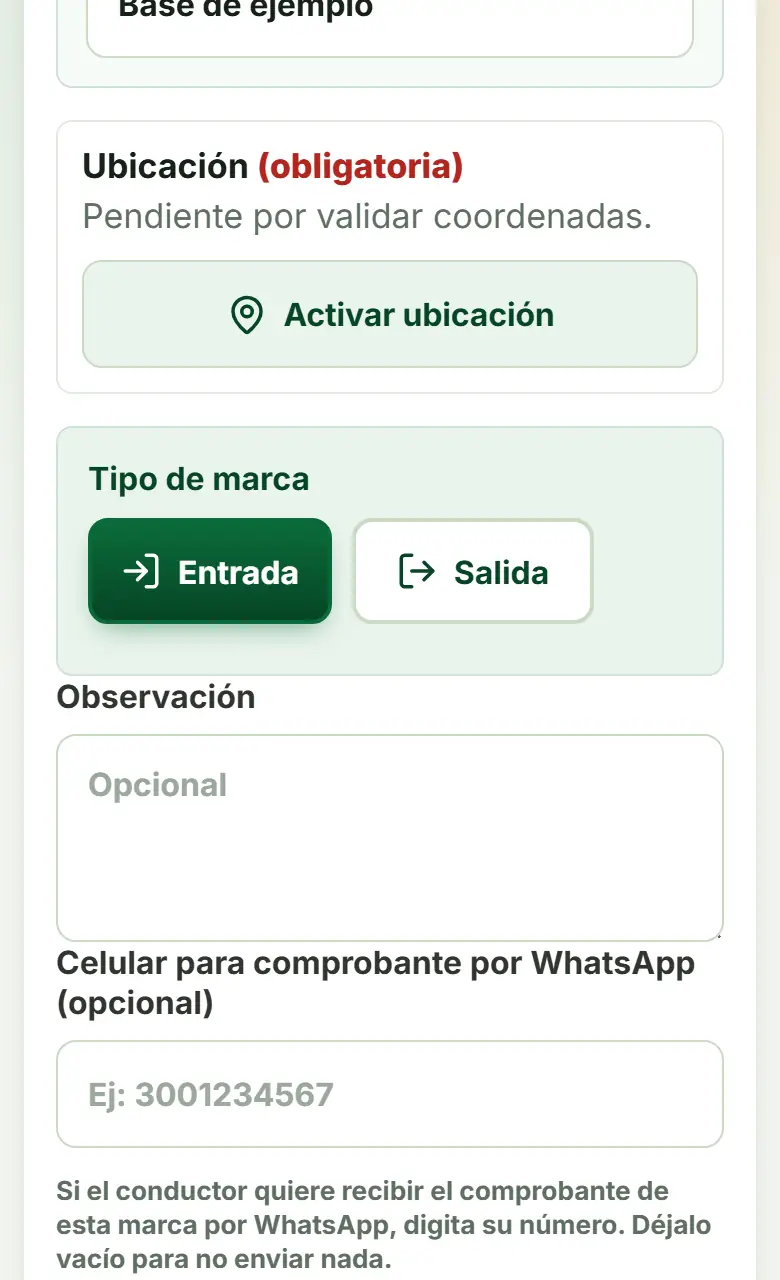 Base de ejemplo
Ubicación (obligatoria)
Pendiente por validar coordenadas.
Activar ubicación
Tipo de marca
Entrada
Salida
Observación
Opcional
Celular para comprobante por WhatsApp
(opcional)
Ej: 3001234567
Si el conductor quiere recibir el comprobante de
esta marca por WhatsApp, digita su número. Déjalo
vacío para no enviar nada.